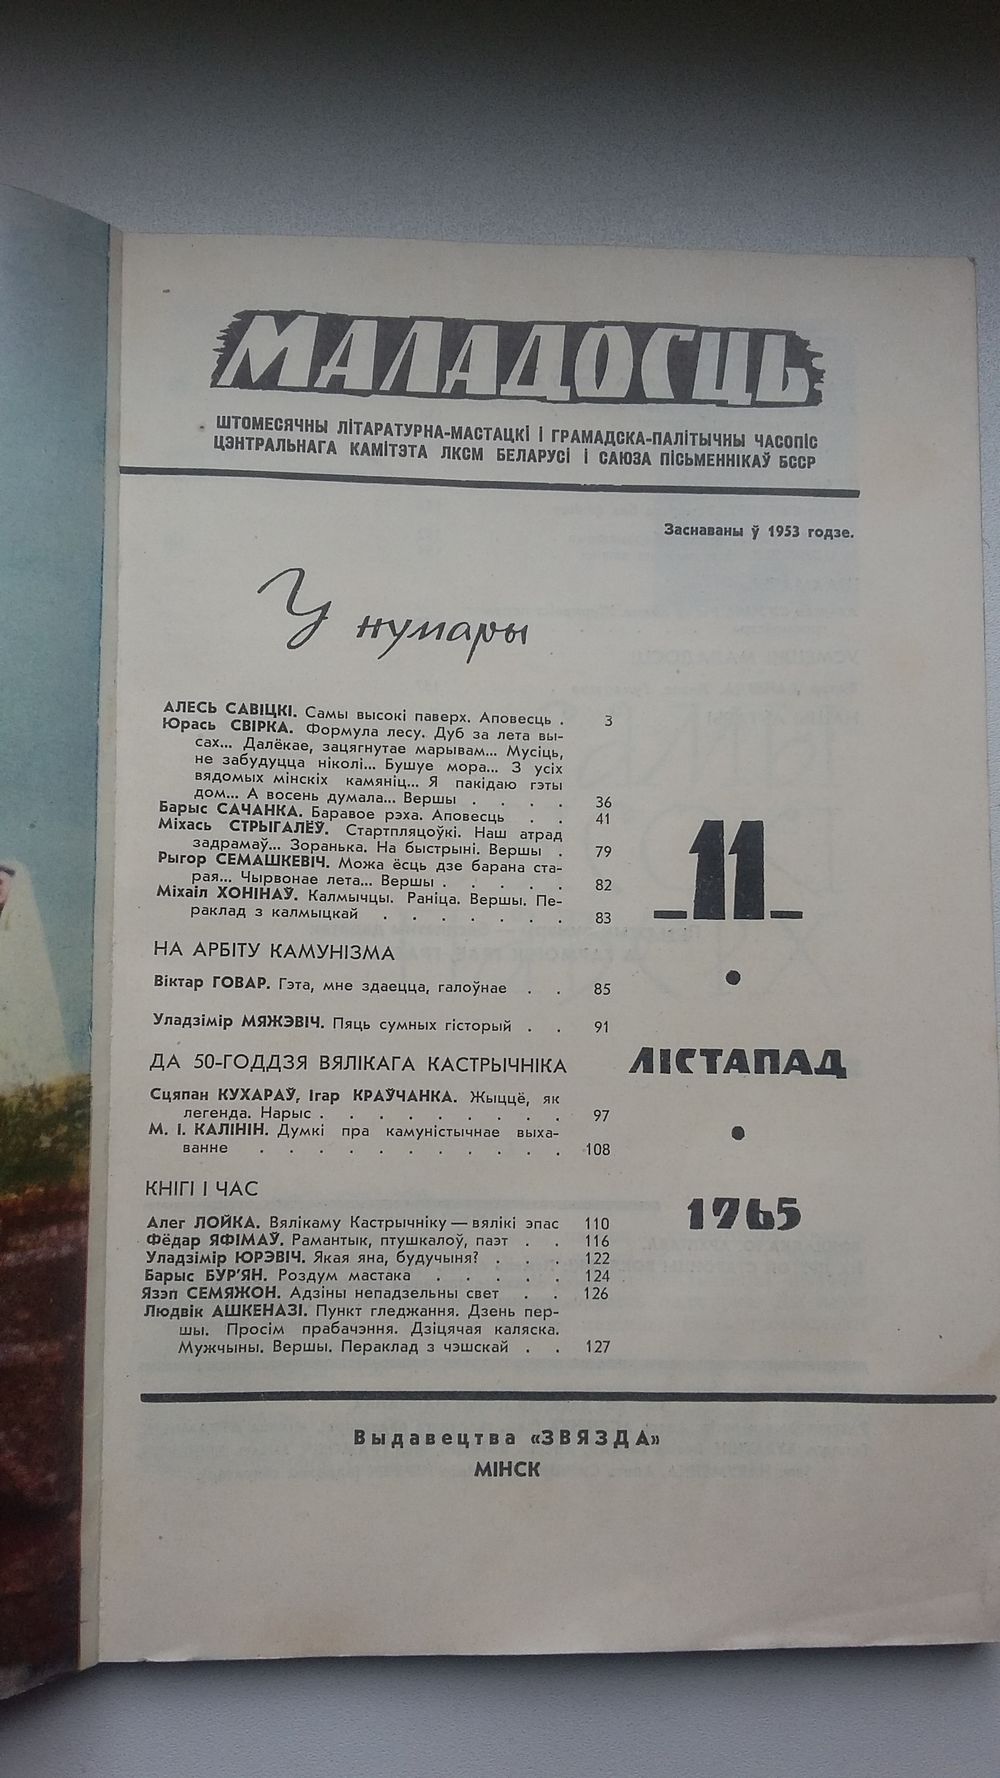 МАЛАДОСЦЬ
ШТОМЕСЯЧНЫ ЛІТАРАТУРНА-МАСТАЦКІ І ГРАМАДСКА-ПАЛІТЫЧНЫ ЧАСОПІС
ЦЭНТРАЛЬНАГА КАМІТЭТА ЛКСМ БЕЛАРУСІ І САЮЗА ПІСЬМЕННІКАЎ БССР
Заснаваны ў 1953 годзе.
У нумары
АЛЕСЬ САВІЦКІ. Самы высокі паверх. Аповесць . 3
Юрась СВІРКА. Формула лесу. Дуб за лета вы-
сах... Далёкае, зацягнутае марывам... Мусіць,
не забудуцца ніколі... Бушуе мора... З усіх
вядомых мінскіх камяніц... Я пакідаю гэты
дом... А восень думала... Вершы . . . . 36
Барыс САЧАНКА. Баравое рэха. Аповесць . . 41
Міхась СТРЫГАЛЁЎ. Стартпляцоўкі. Наш атрад
задрамаў... Зоранька. На быстрыні. Вершы . 79
Рыгор СЕМАШКЕВІЧ. Можа ёсць дзе барана ста-
рая... Чырвонае лета... Вершы . . . . . 82
Міхаіл ХОНІНАЎ. Калмычцы. Раніца. Вершы. Пе-
раклад з калмыцкай . . . . . . . 83
НА АРБІТУ КАМУНІЗМА
Віктар ГОВАР. Гэта, мне здаецца, галоўнае . . 85
Уладзімір МЯЖЭВІЧ. Пяць сумных гісторый . . 91
ДА 50-ГОДДЗЯ ВЯЛІКАГА КАСТРЫЧНІКА
Сцяпан КУХАРАЎ, Ігар КРАЎЧАНКА. Жыццё, як
легенда. Нарыс . . . . . . . . . 97
М. І. КАЛІНІН. Думкі пра камуністычнае выха-
ванне . . . . . . . . . . . 108
КНІГІ І ЧАС
Алег ЛОЙКА. Вялікаму Кастрычніку — вялікі эпас 110
Фёдар ЯФІМАЎ. Рамантык, птушкалоў, паэт . . 116
Уладзімір ЮРЭВІЧ. Якая яна, будучыня? . . . 122
Барыс БУР'ЯН. Роздум мастака . . . . . 124
Язэп СЕМЯЖОН. Адзіны непадзельны свет . . 126
Людвік АШКЕНАЗІ. Пункт гледжання. Дзень пер-
шы. Просім прабачэння. Дзіцячая каляска.
Мужчыны. Вершы. Пераклад з чэшскай . . 127
11
ЛІСТАПАД
1965
Выдавецтва «ЗВЯЗДА»
МІНСК